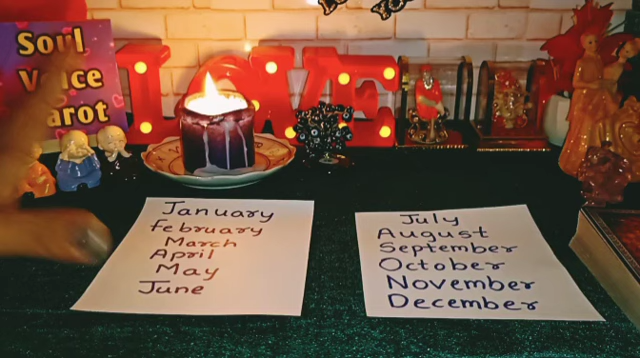 Soul
Voice
Tarot
LOVE
January
February
March
April
May
June
July
August
September
October
November
December